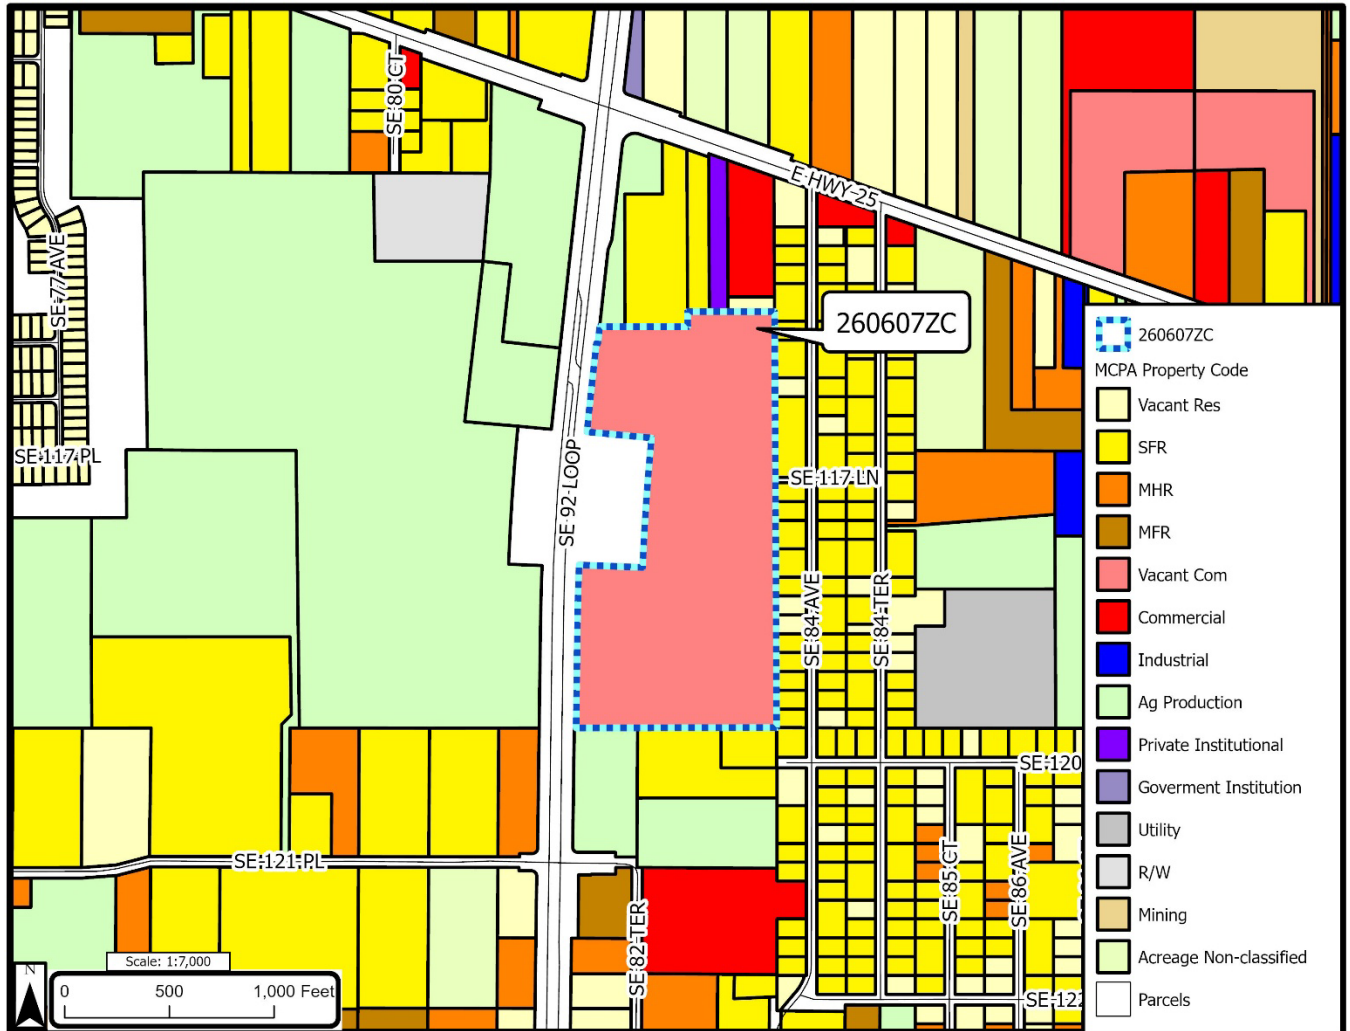 SE 80 CT
E HWY 25
SE 77 AVE
260607ZC
SE 117 PL
SE 92 LOOP
SE 117 LN
SE 84 AVE
SE 84 TER
SE 120
SE 121 PL
SE 82 TER
SE 85 CT
SE 86 AVE
SE 122
260607ZC
MCPA Property Code
Vacant Res
SFR
MHR
MFR
Vacant Com
Commercial
Industrial
Ag Production
Private Institutional
Goverment Institution
Utility
R/W
Mining
Acreage Non-classified
Parcels
Scale: 1:7,000
N
0 500 1,000 Feet